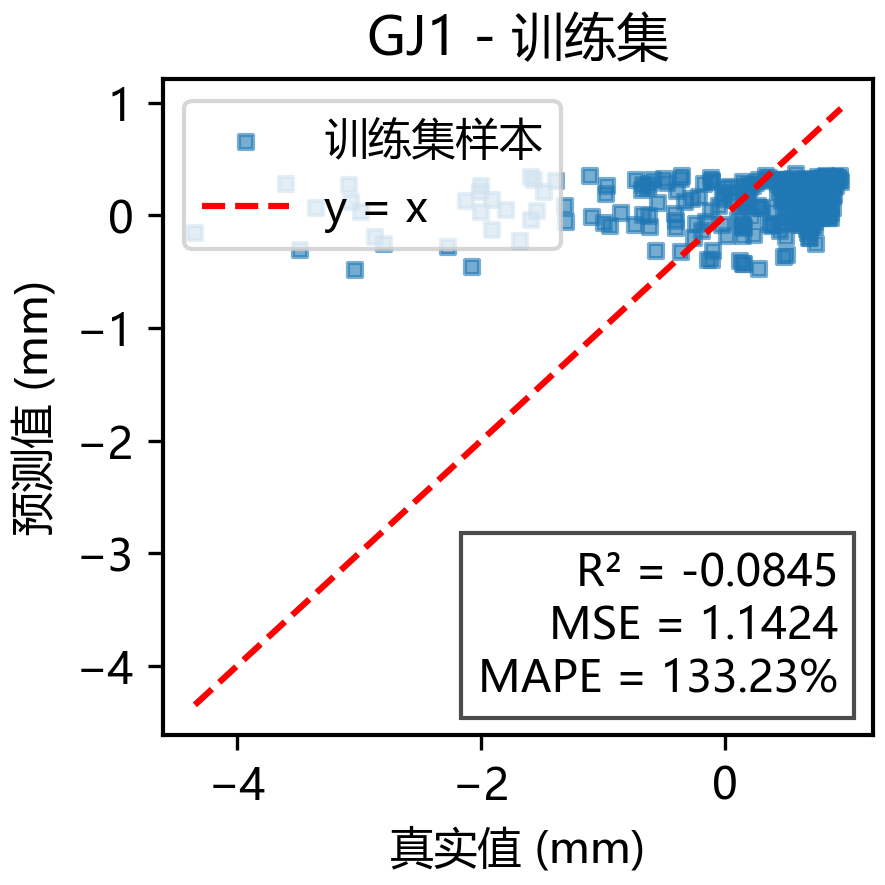 GJ1 - 训练集
训练集样本
y = x
预测值 (mm)
1
0
−1
−2
−3
−4
R² = -0.0845
MSE = 1.1424
MAPE = 133.23%
−4
−2
0
真实值 (mm)